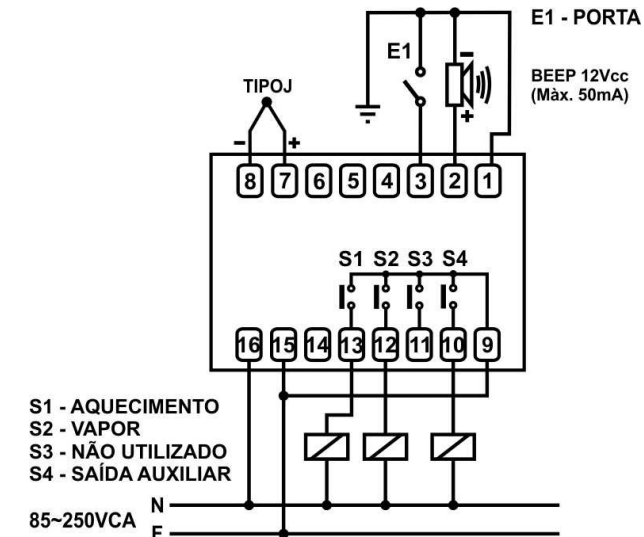 E1 - PORTA
E1
BEEP 12Vcc
(Màx. 50mA)
TIPOJ
- +
- +
8 7 6 5 4 3 2 1
S1 S2 S3 S4
16 15 14 13 12 11 10 9
S1 - AQUECIMENTO
S2 - VAPOR
S3 - NÃO UTILIZADO
S4 - SAÍDA AUXILIAR
N
85~250VCA
F